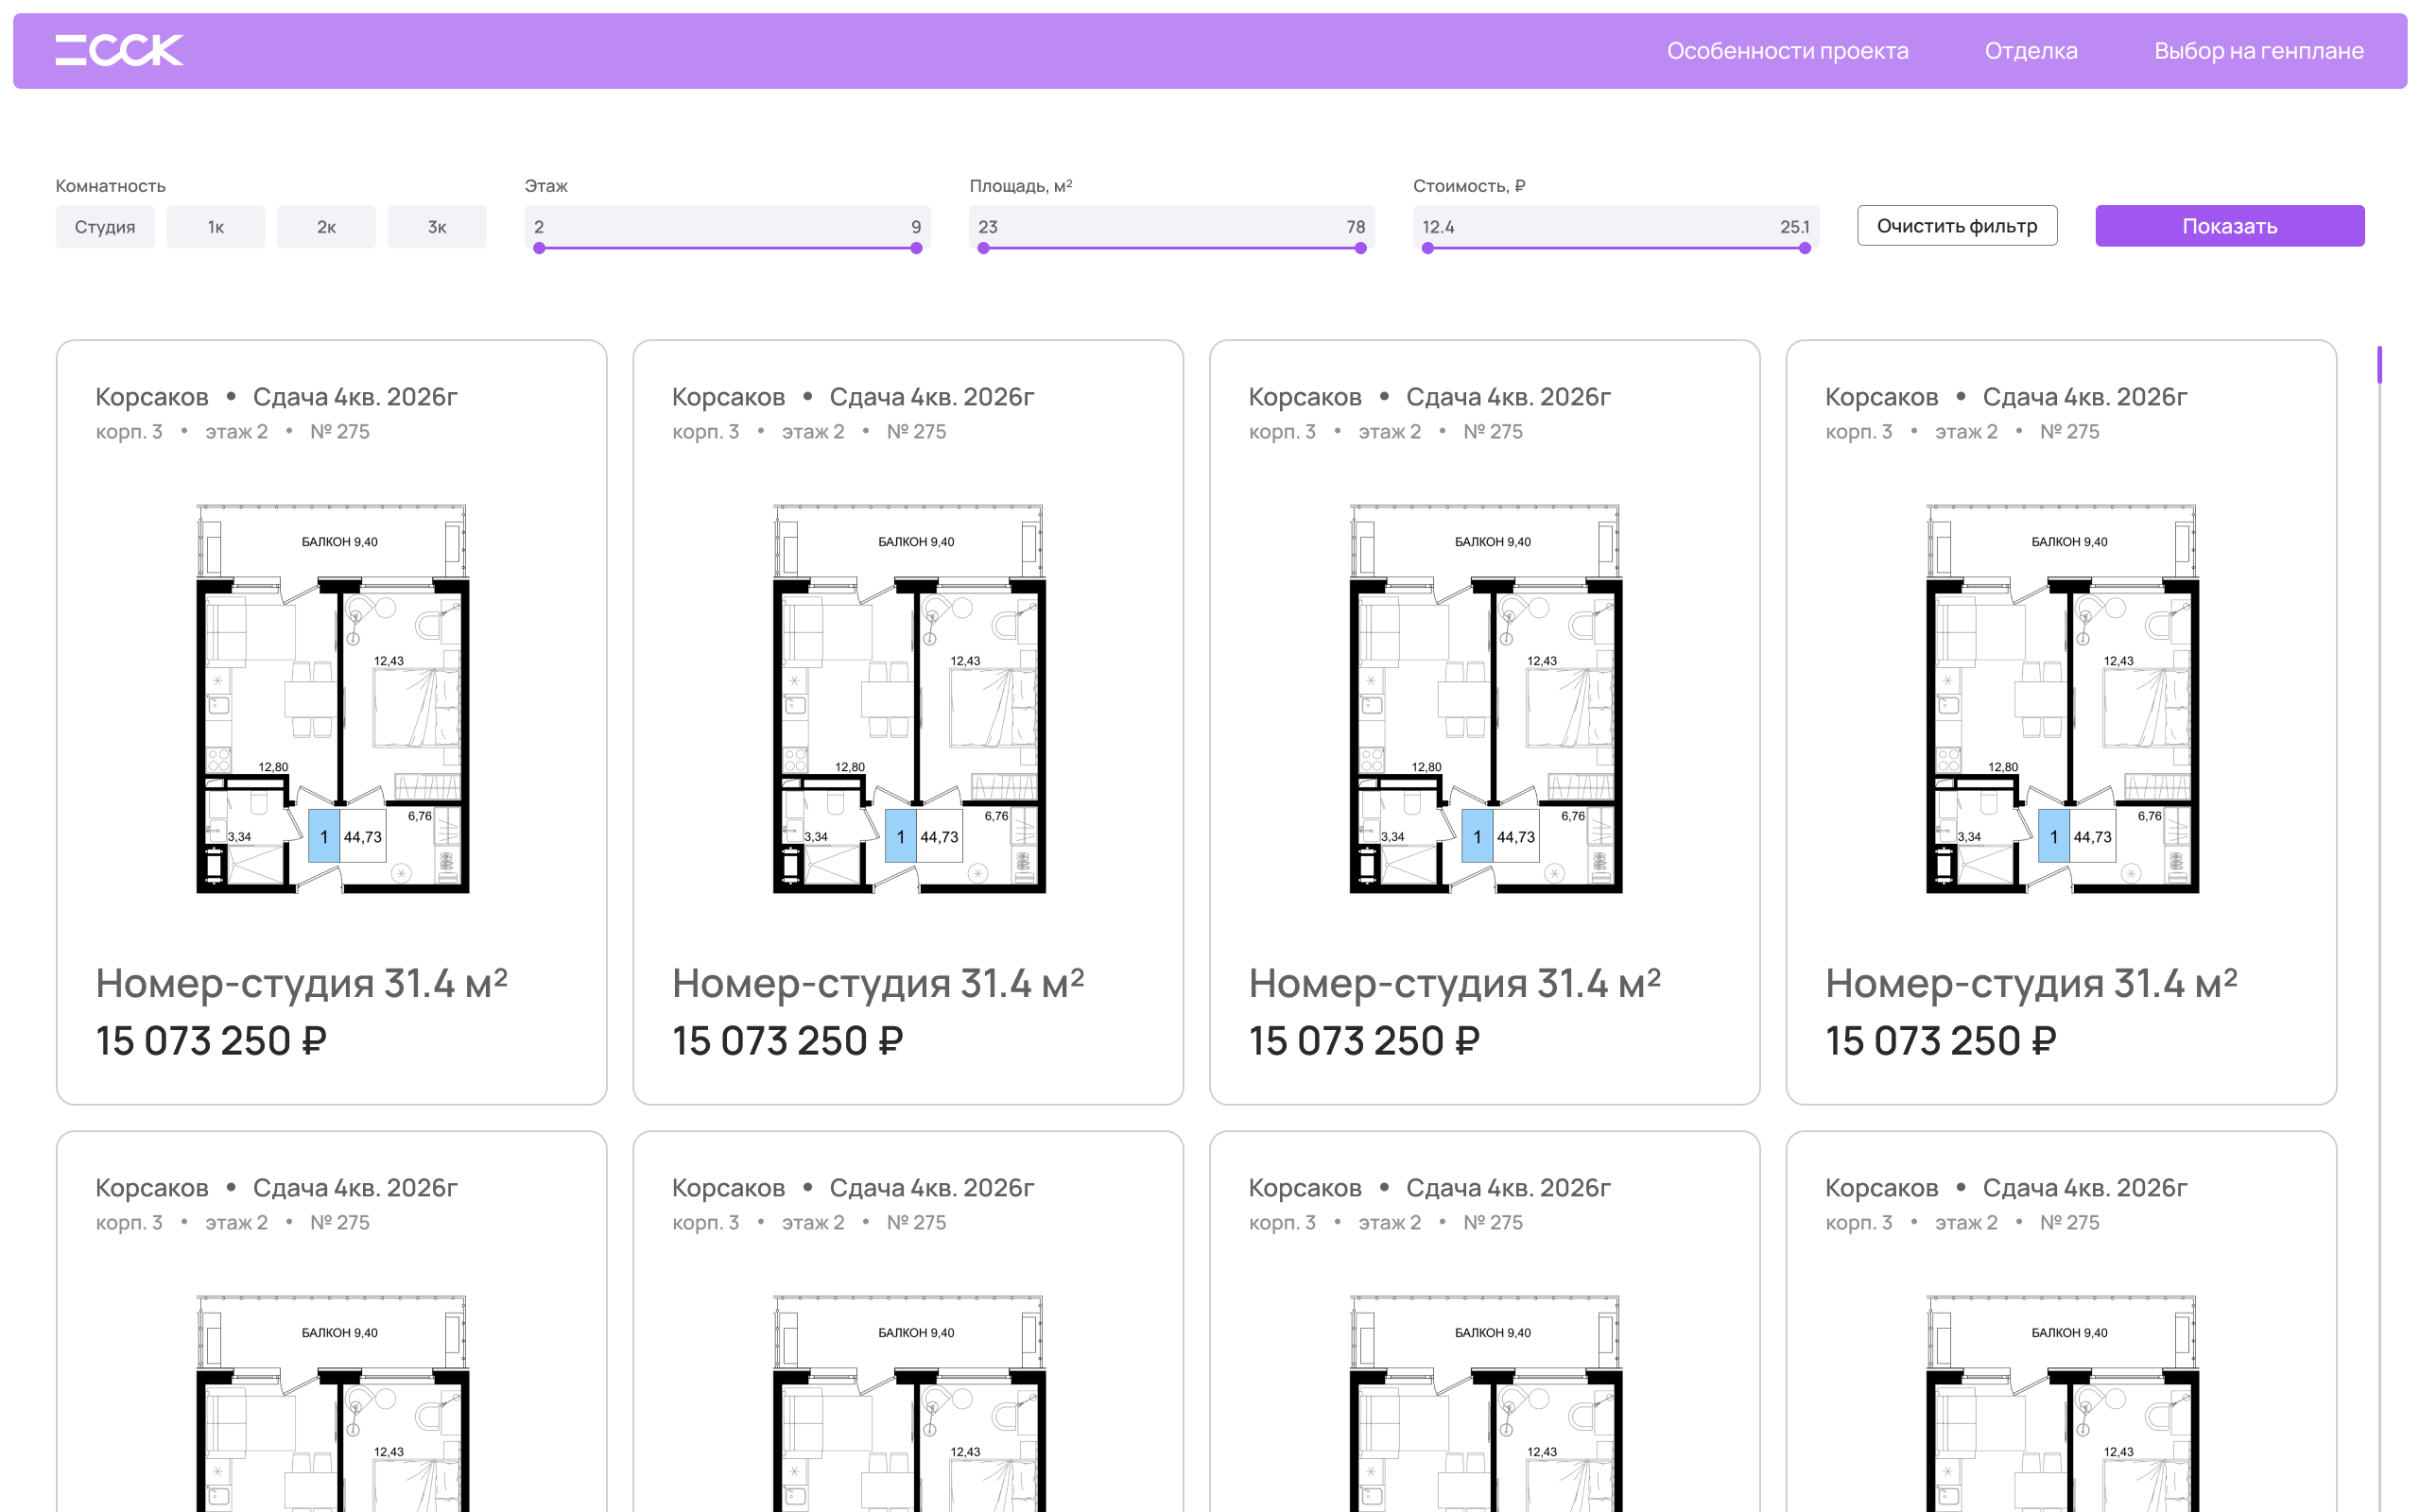 ССК
Особенности проекта Отделка Выбор на генплане
Комнатность Этаж Площадь, м² Стоимость, ₽
Студия 1к 2к 3к 2 9 23 78 12.4 25.1 Очистить фильтр Показать
Корсаков • Сдача 4кв. 2026г
корп. 3 • этаж 2 • № 275
БАЛКОН 9,40
12,43
12,80
6,76
3,34
1 44,73
Номер-студия 31.4 м²
15 073 250 ₽
Корсаков • Сдача 4кв. 2026г
корп. 3 • этаж 2 • № 275
БАЛКОН 9,40
12,43
12,80
6,76
3,34
1 44,73
Номер-студия 31.4 м²
15 073 250 ₽
Корсаков • Сдача 4кв. 2026г
корп. 3 • этаж 2 • № 275
БАЛКОН 9,40
12,43
12,80
6,76
3,34
1 44,73
Номер-студия 31.4 м²
15 073 250 ₽
Корсаков • Сдача 4кв. 2026г
корп. 3 • этаж 2 • № 275
БАЛКОН 9,40
12,43
12,80
6,76
3,34
1 44,73
Номер-студия 31.4 м²
15 073 250 ₽
Корсаков • Сдача 4кв. 2026г
корп. 3 • этаж 2 • № 275
БАЛКОН 9,40
12,43
Корсаков • Сдача 4кв. 2026г
корп. 3 • этаж 2 • № 275
БАЛКОН 9,40
12,43
Корсаков • Сдача 4кв. 2026г
корп. 3 • этаж 2 • № 275
БАЛКОН 9,40
12,43
Корсаков • Сдача 4кв. 2026г
корп. 3 • этаж 2 • № 275
БАЛКОН 9,40
12,43